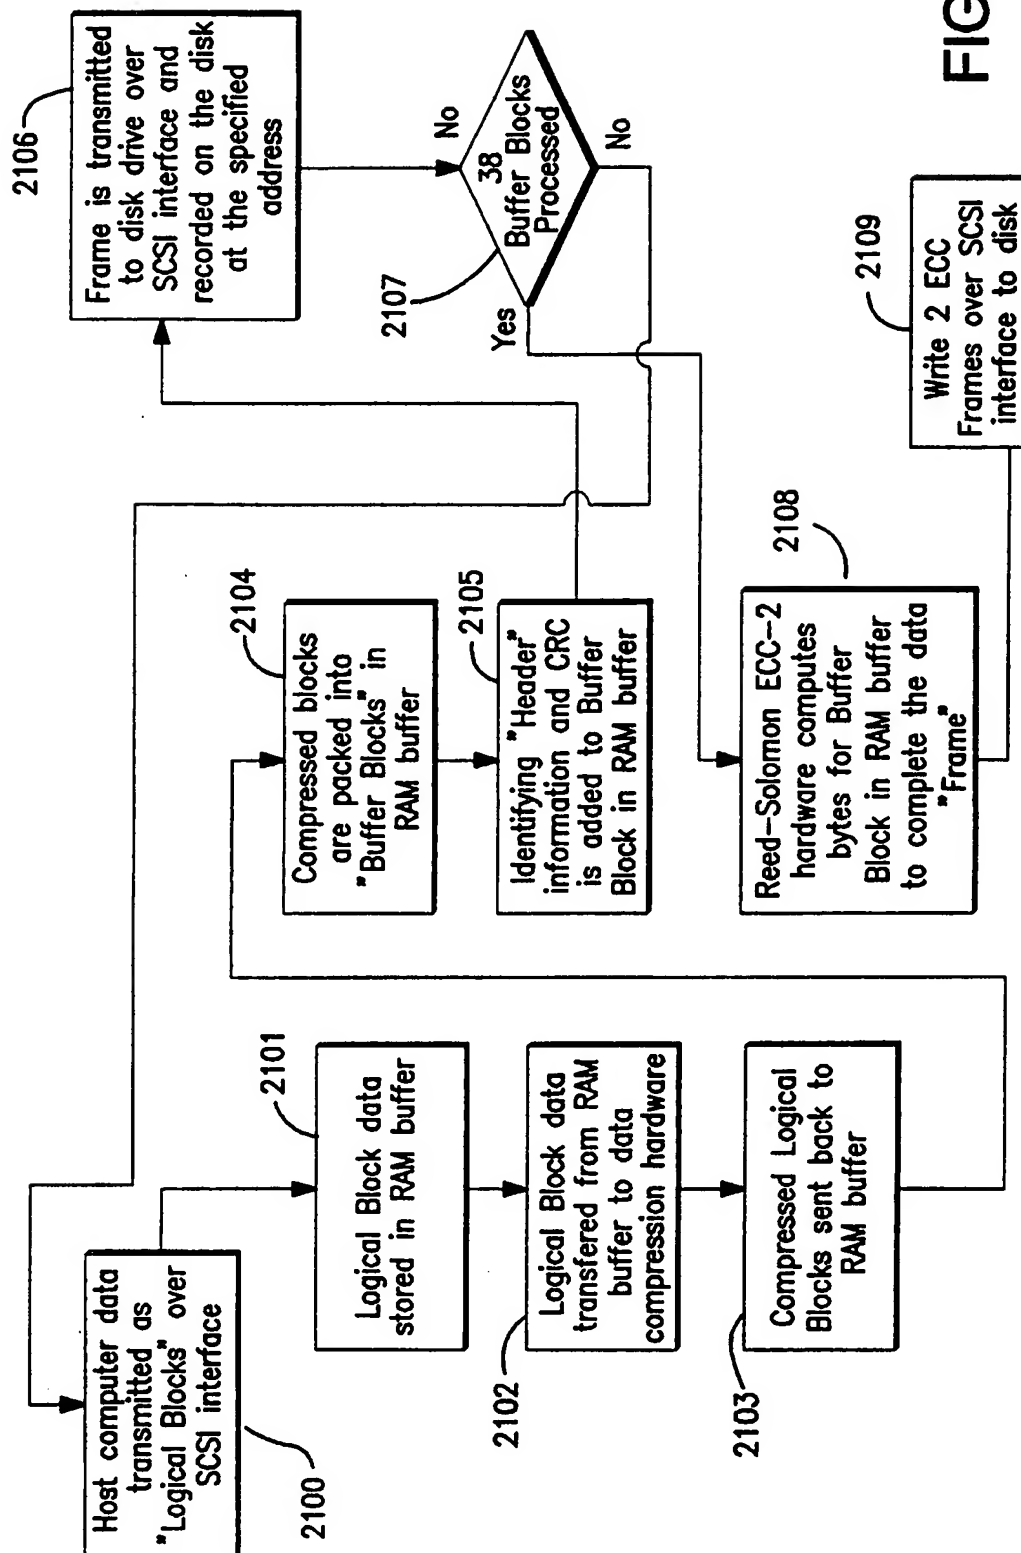 Host computer data
transmitted as
"Logical Blocks" over
SCSI interface
2100
Logical Block data
stored in RAM buffer
2101
Logical Block data
transfered from RAM
buffer to data
compression hardware
2102
Compressed Logical
Blocks sent back to
RAM buffer
2103
Compressed blocks
are packed into
"Buffer Blocks" in
RAM buffer
2104
Identifying "Header"
information and CRC
is added to Buffer
Block in RAM buffer
2105
Frame is transmitted
to disk drive over
SCSI interface and
recorded on the disk
at the specified
address
2106
38
Buffer Blocks
Processed
2107
No
Yes
No
Reed-Solomon ECC-2
hardware computes
bytes for Buffer
Block in RAM buffer
to complete the data
"Frame"
2108
Write 2 ECC
Frames over SCSI
interface to disk
2109